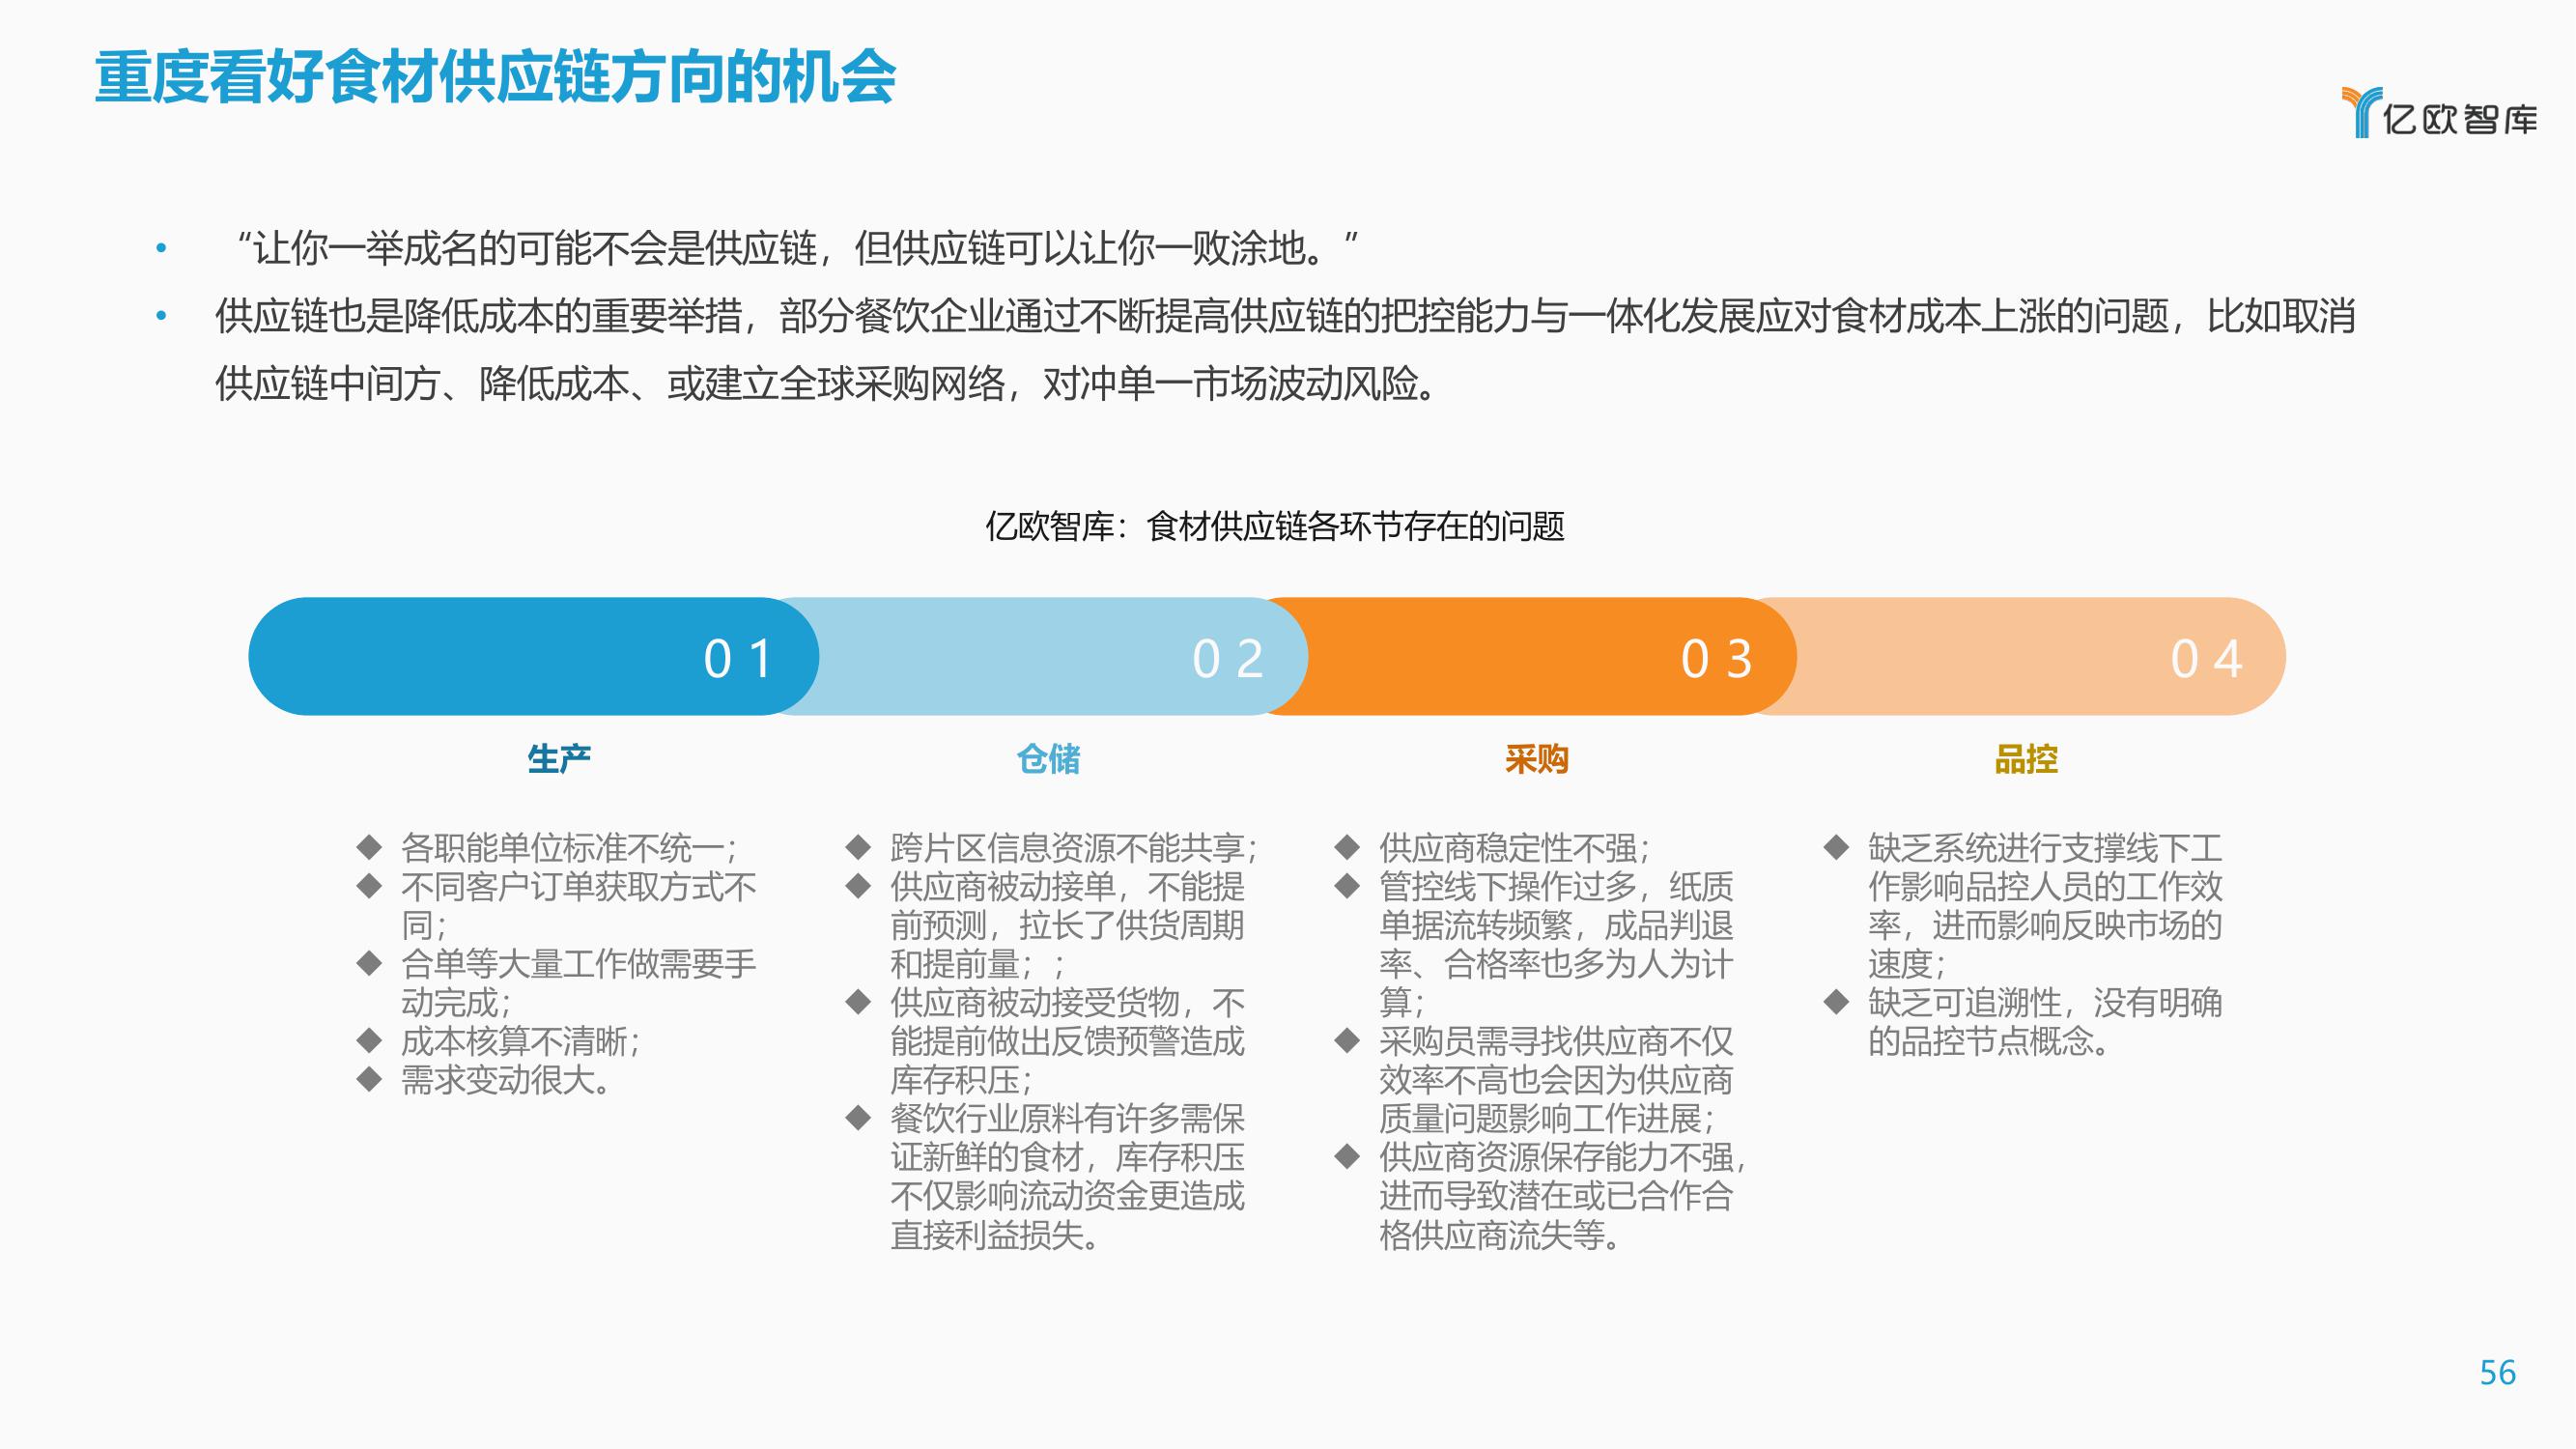 重度看好食材供应链方向的机会
亿欧智库
• “让你一举成名的可能不会是供应链，但供应链可以让你一败涂地。”
• 供应链也是降低成本的重要举措，部分餐饮企业通过不断提高供应链的把控能力与一体化发展应对食材成本上涨的问题，比如取消
供应链中间方、降低成本、或建立全球采购网络，对冲单一市场波动风险。
亿欧智库：食材供应链各环节存在的问题
01
02
03
04
生产
◆ 各职能单位标准不统一；
◆ 不同客户订单获取方式不
同；
◆ 合单等大量工作做需要手
动完成；
◆ 成本核算不清晰；
◆ 需求变动很大。
仓储
◆ 跨片区信息资源不能共享；
◆ 供应商被动接单，不能提
前预测，拉长了供货周期
和提前量；；
◆ 供应商被动接受货物，不
能提前做出反馈预警造成
库存积压；
◆ 餐饮行业原料有许多需保
证新鲜的食材，库存积压
不仅影响流动资金更造成
直接利益损失。
采购
◆ 供应商稳定性不强；
◆ 管控线下操作过多，纸质
单据流转频繁，成品判退
率、合格率也多为人为计
算；
◆ 采购员需寻找供应商不仅
效率不高也会因为供应商
质量问题影响工作进展；
◆ 供应商资源保存能力不强，
进而导致潜在或已合作合
格供应商流失等。
品控
◆ 缺乏系统进行支撑线下工
作影响品控人员的工作效
率，进而影响反映市场的
速度；
◆ 缺乏可追溯性，没有明确
的品控节点概念。
56